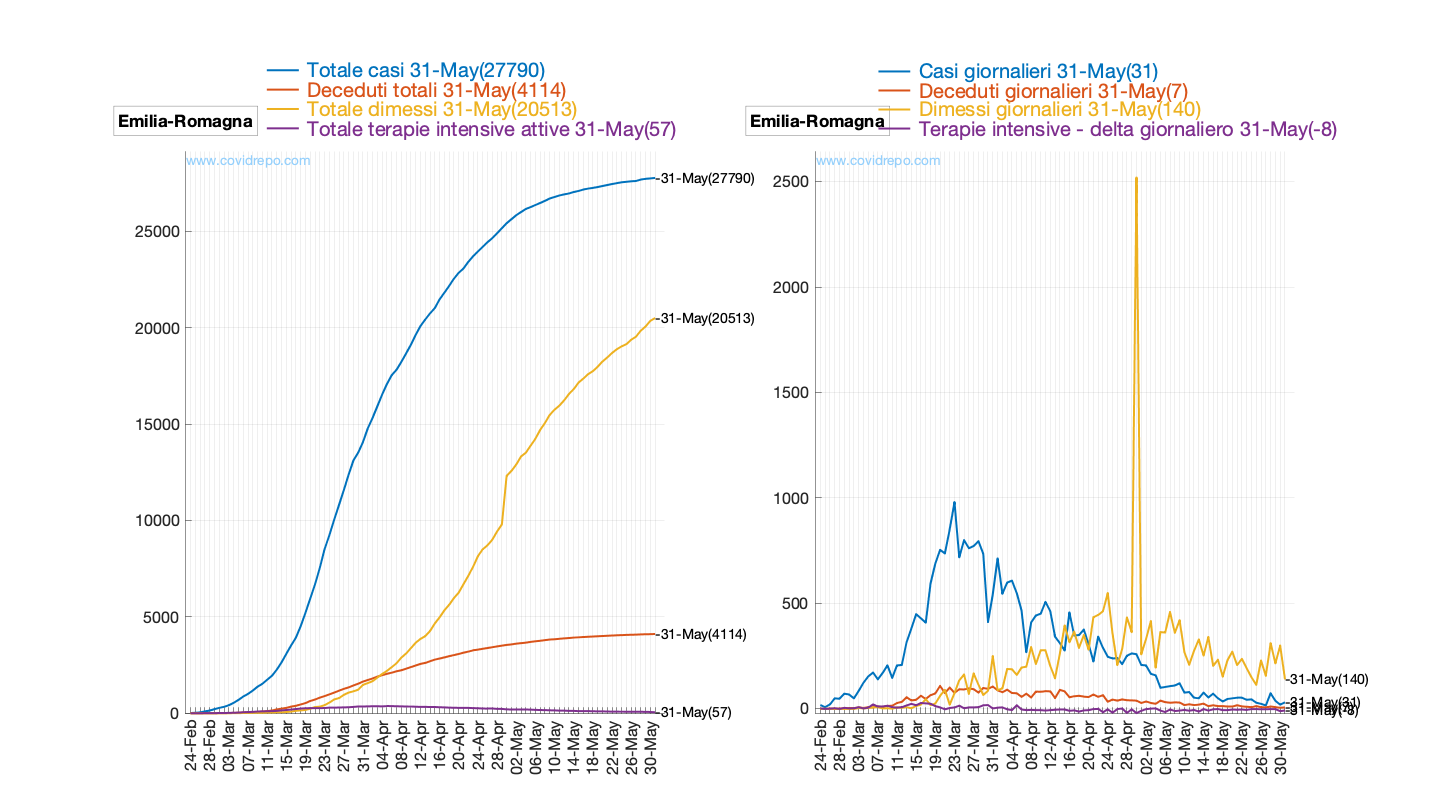 Totale casi 31-May(27790)
Deceduti totali 31-May(4114)
Totale dimessi 31-May(20513)
Totale terapie intensive attive 31-May(57)
Emilia-Romagna
www.covidrepo.com
25000
20000
15000
10000
5000
0
31-May(27790)
31-May(20513)
31-May(4114)
31-May(57)
24-Feb
28-Feb
03-Mar
07-Mar
11-Mar
15-Mar
19-Mar
23-Mar
27-Mar
31-Mar
04-Apr
08-Apr
12-Apr
16-Apr
20-Apr
24-Apr
28-Apr
02-May
06-May
10-May
14-May
18-May
22-May
26-May
30-May
Casi giornalieri 31-May(31)
Deceduti giornalieri 31-May(7)
Dimessi giornalieri 31-May(140)
Terapie intensive - delta giornaliero 31-May(-8)
Emilia-Romagna
www.covidrepo.com
2500
2000
1500
1000
500
0
31-May(140)
31-May(31)
31-May(-8)
24-Feb
28-Feb
03-Mar
07-Mar
11-Mar
15-Mar
19-Mar
23-Mar
27-Mar
31-Mar
04-Apr
08-Apr
12-Apr
16-Apr
20-Apr
24-Apr
28-Apr
02-May
06-May
10-May
14-May
18-May
22-May
26-May
30-May